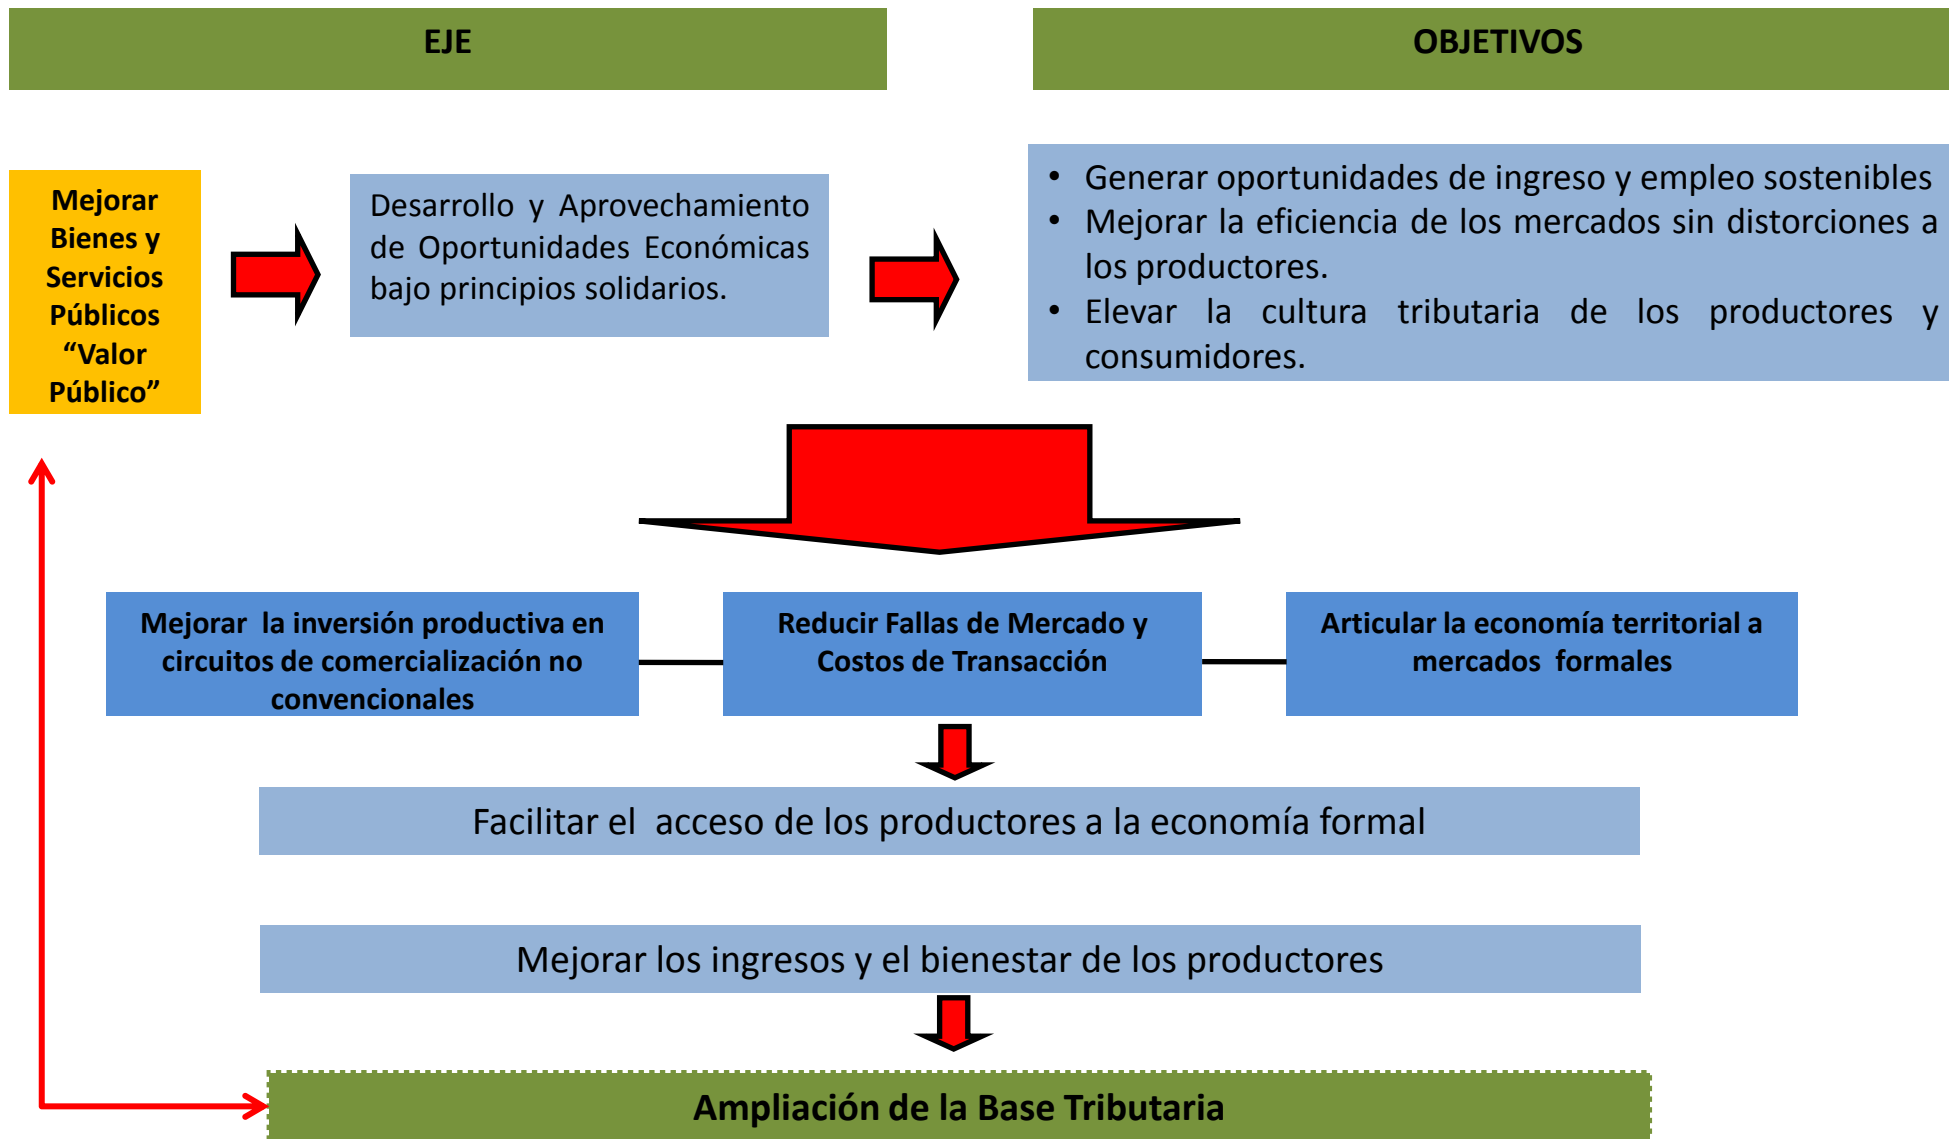 EJE
OBJETIVOS
Mejorar
Bienes y
Servicios
Públicos
“Valor
Público”
Desarrollo y Aprovechamiento
de Oportunidades Económicas
bajo principios solidarios.
• Generar oportunidades de ingreso y empleo sostenibles
• Mejorar la eficiencia de los mercados sin distorciones a
los productores.
• Elevar la cultura tributaria de los productores y
consumidores.
Mejorar la inversión productiva en
circuitos de comercialización no
convencionales
Reducir Fallas de Mercado y
Costos de Transacción
Articular la economía territorial a
mercados formales
Facilitar el acceso de los productores a la economía formal
Mejorar los ingresos y el bienestar de los productores
Ampliación de la Base Tributaria